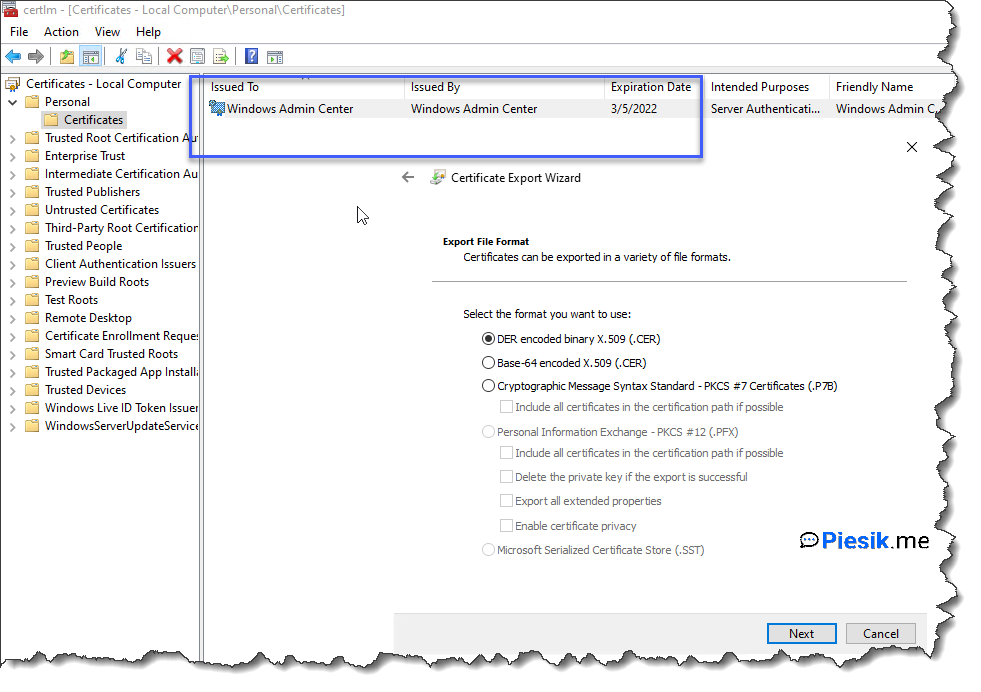 certlm - [Certificates - Local Computer\Personal\Certificates]
File Action View Help
Certificates - Local Computer
Personal
Certificates
Trusted Root Certification Au
Enterprise Trust
Intermediate Certification Au
Trusted Publishers
Untrusted Certificates
Third-Party Root Certification
Trusted People
Client Authentication Issuers
Preview Build Roots
Test Roots
Remote Desktop
Certificate Enrollment Reques
Smart Card Trusted Roots
Trusted Packaged App Installa
Trusted Devices
Windows Live ID Token Issuer
WindowsServerUpdateService
Issued To Issued By Expiration Date Intended Purposes Friendly Name
Windows Admin Center Windows Admin Center 3/5/2022 Server Authenticati... Windows Admin C
Certificate Export Wizard
Export File Format
Certificates can be exported in a variety of file formats.
Select the format you want to use:
DER encoded binary X.509 (.CER)
Base-64 encoded X.509 (.CER)
Cryptographic Message Syntax Standard - PKCS #7 Certificates (.P7B)
Include all certificates in the certification path if possible
Personal Information Exchange - PKCS #12 (.PFX)
Include all certificates in the certification path if possible
Delete the private key if the export is successful
Export all extended properties
Enable certificate privacy
Microsoft Serialized Certificate Store (.SST)
Piesik.me
Next Cancel